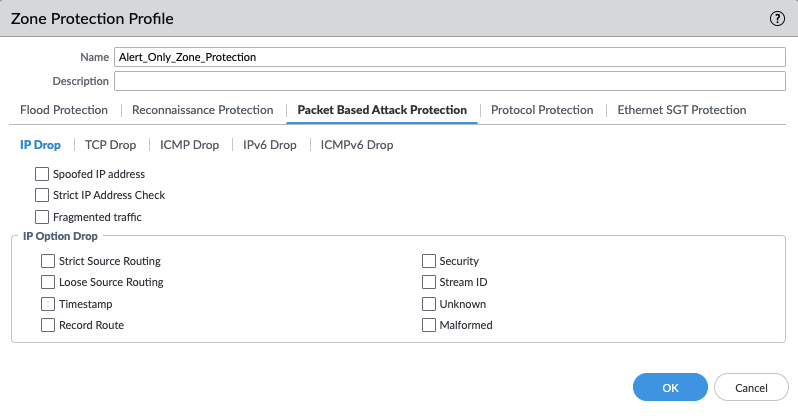 Zone Protection Profile ?
Name Alert_Only_Zone_Protection
Description
Flood Protection Reconnaissance Protection Packet Based Attack Protection Protocol Protection Ethernet SGT Protection
IP Drop TCP Drop ICMP Drop IPv6 Drop ICMPv6 Drop
Spoofed IP address
Strict IP Address Check
Fragmented traffic
IP Option Drop
Strict Source Routing Security
Loose Source Routing Stream ID
Timestamp Unknown
Record Route Malformed
OK Cancel